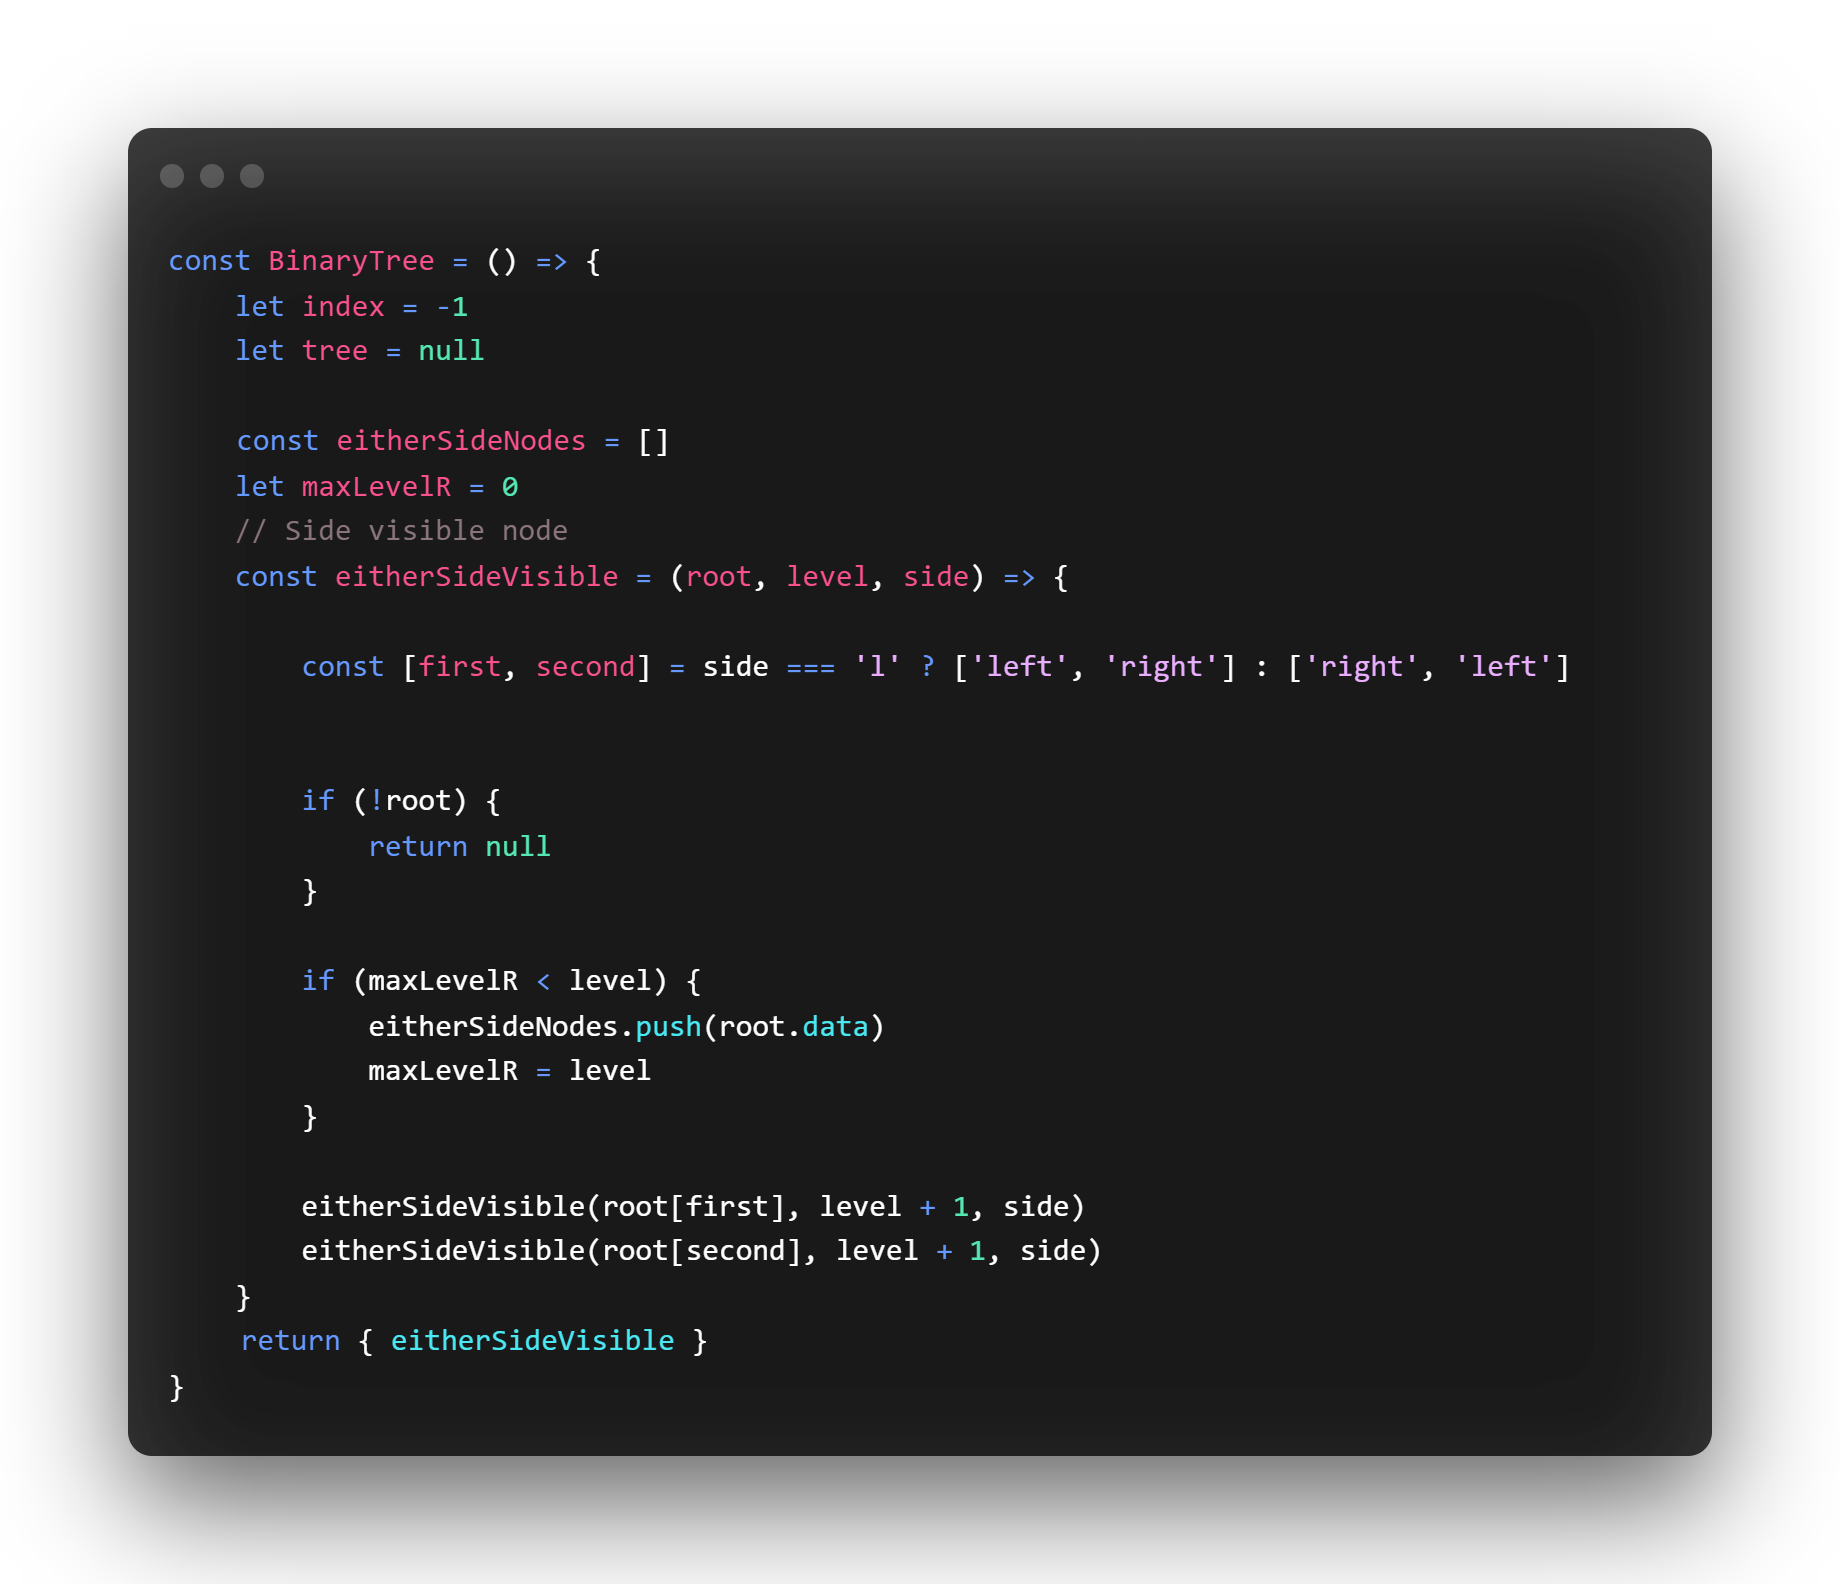 const BinaryTree = () => {
    let index = -1
    let tree = null

    const eitherSideNodes = []
    let maxLevelR = 0
    // Side visible node
    const eitherSideVisible = (root, level, side) => {

        const [first, second] = side === 'l' ? ['left', 'right'] : ['right', 'left']


        if (!root) {
            return null
        }

        if (maxLevelR < level) {
            eitherSideNodes.push(root.data)
            maxLevelR = level
        }

        eitherSideVisible(root[first], level + 1, side)
        eitherSideVisible(root[second], level + 1, side)
    }
    return { eitherSideVisible }
}